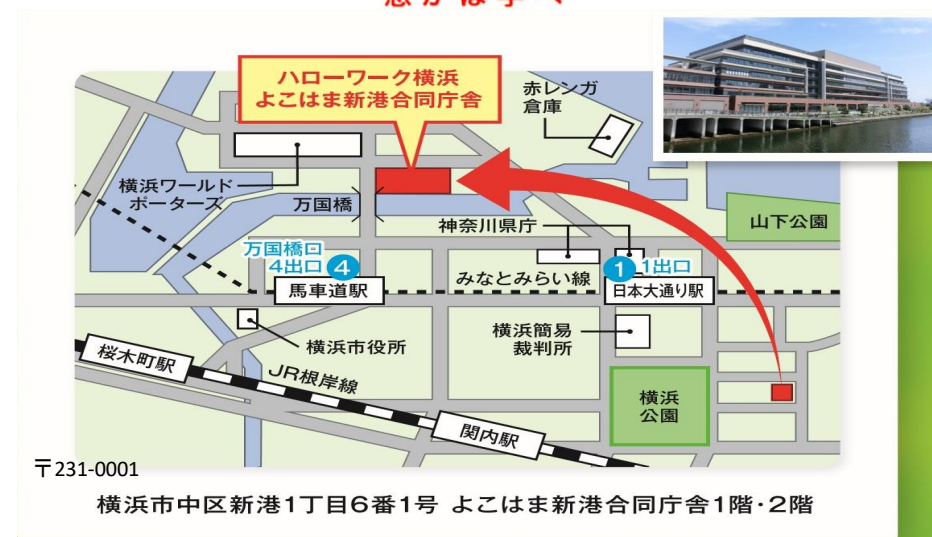 ハローワーク横浜
よこはま新港合同庁舎
赤レンガ
倉庫
横浜ワールド
ポーターズ
万国橋
神奈川県庁
山下公園
万国橋口
4出口 4
1 1出口
みなとみらい線
馬車道駅
日本大通り駅
横浜市役所
横浜簡易
裁判所
桜木町駅
JR根岸線
横浜
公園
関内駅
〒231-0001
横浜市中区新港1丁目6番1号 よこはま新港合同庁舎1階・2階